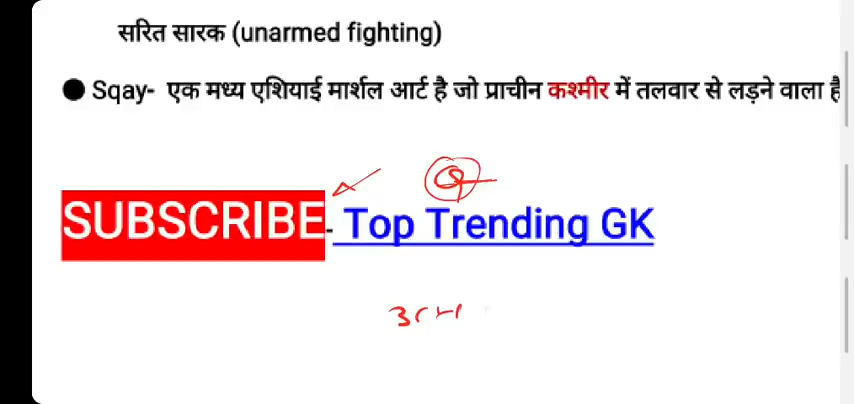 सरित सारक (unarmed fighting)
● Sqay- एक मध्य एशियाई मार्शल आर्ट है जो प्राचीन कश्मीर में तलवार से लड़ने वाला है
SUBSCRIBE- Top Trending GK